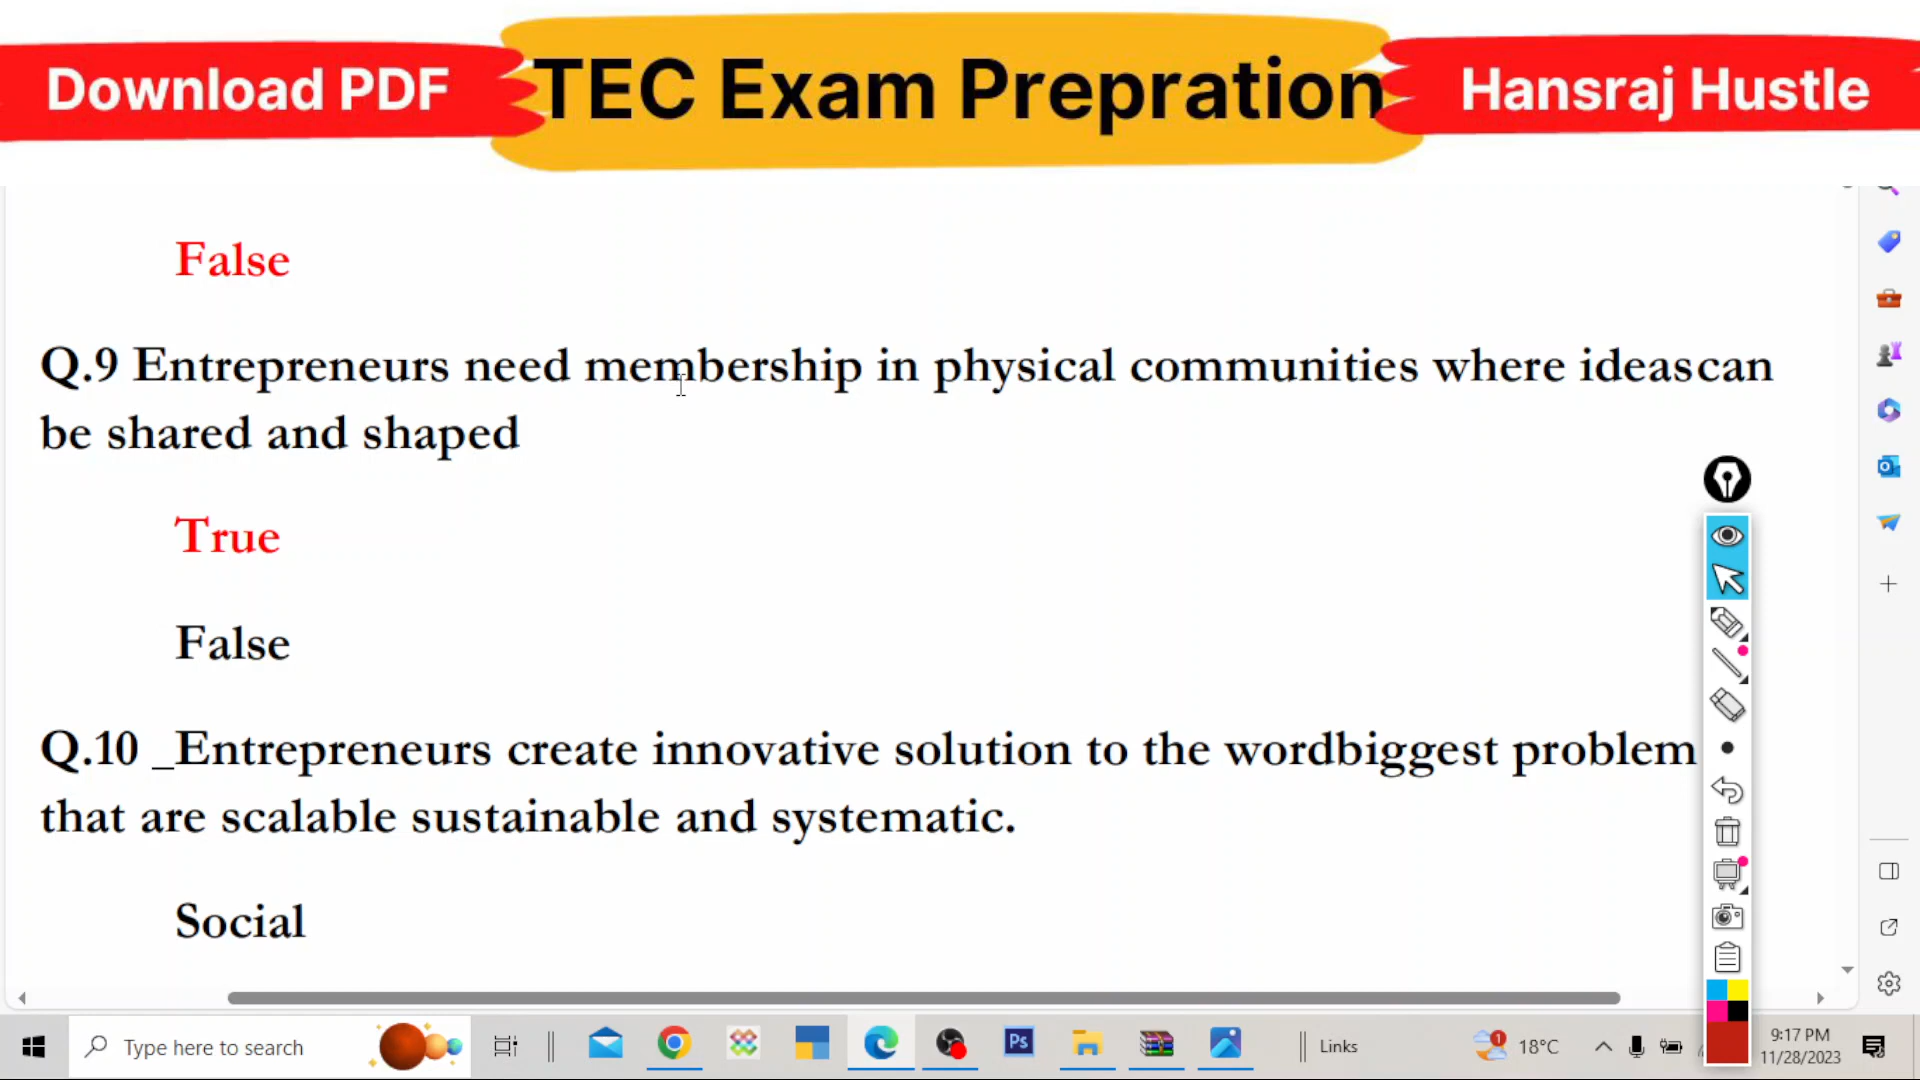 Download PDF
TEC Exam Prepration
Hansraj Hustle
False
Q.9 Entrepreneurs need membership in physical communities where ideascan
be shared and shaped
True
False
Q.10 _Entrepreneurs create innovative solution to the wordbiggest problem
that are scalable sustainable and systematic.
Social
Type here to search
Ps
Links
1
18°C
9:17 PM
11/28/2023